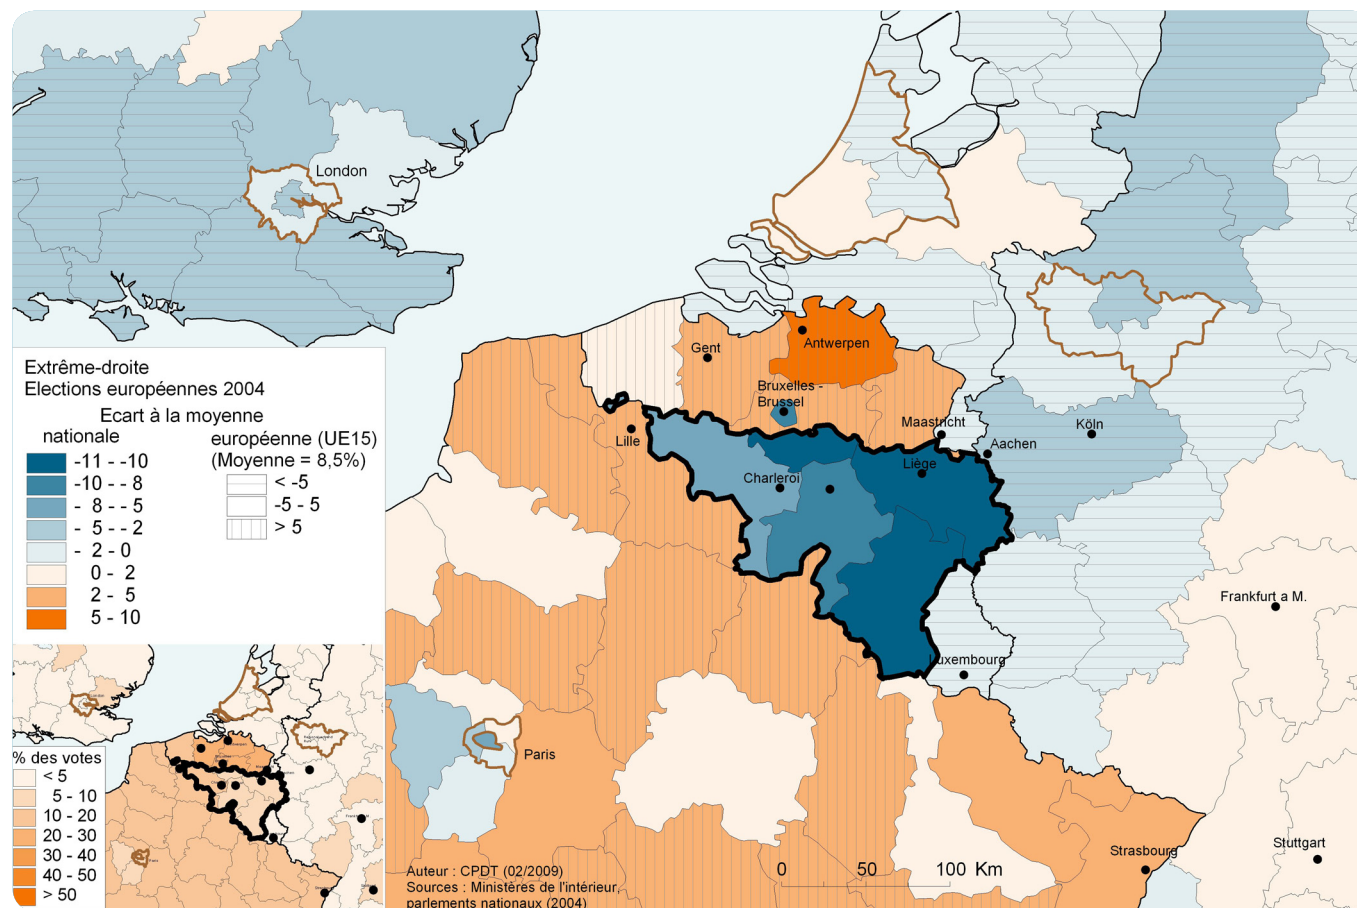 London
Antwerpen
Gent
Bruxelles -
Brussel
Maastricht
Lille
Aachen
Köln
Liège
Charleroi
Frankfurt a M.
Luxembourg
Paris
Strasbourg
Stuttgart
Extrême-droite
Elections européennes 2004
Ecart à la moyenne
nationale
-11 - -10
-10 - -8
- 8 - -5
- 5 - -2
- 2 - 0
0 - 2
2 - 5
5 - 10
européenne (UE15)
(Moyenne = 8,5%)
< -5
-5 - 5
> 5
% des votes
< 5
5 - 10
10 - 20
20 - 30
30 - 40
40 - 50
> 50
0 50 100 Km
Auteur : CPDT (02/2009)
Sources : Ministères de l'intérieur,
parlements nationaux (2004)